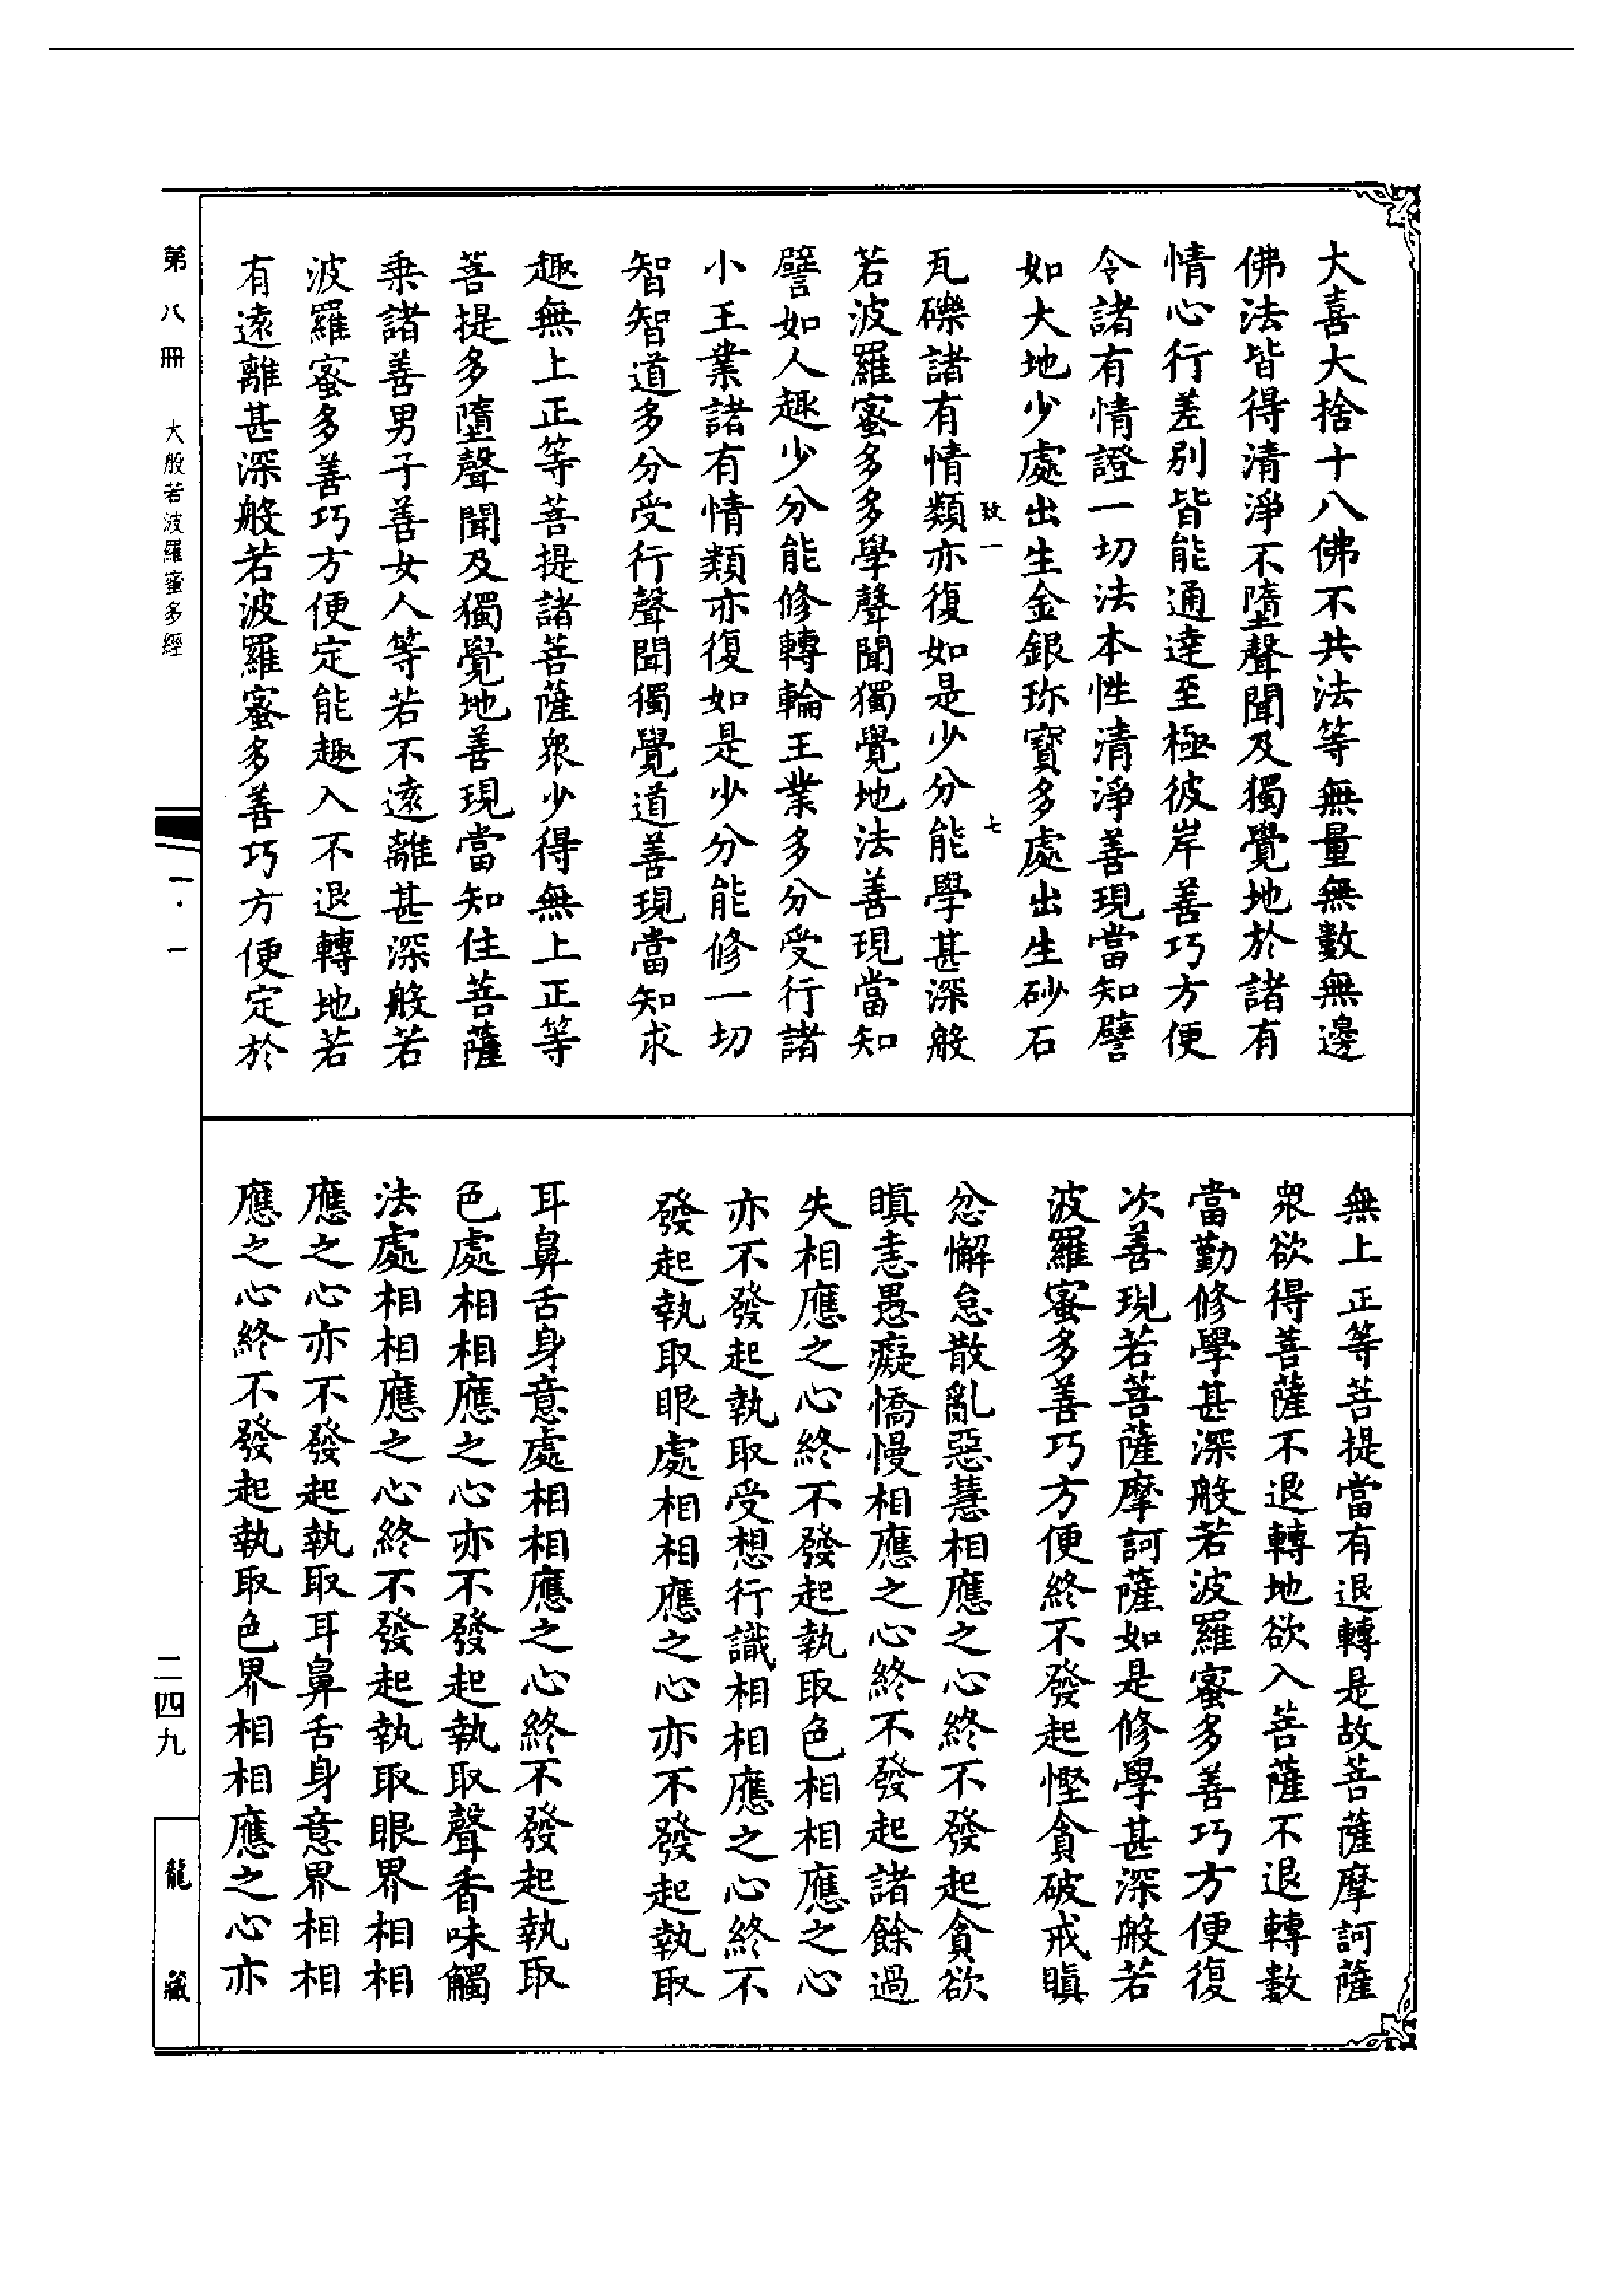 大喜大捨十八佛不共法等無量無數無邊
佛法皆得清淨不墮聲聞及獨覺地於諸有
情心行差別皆能通達至極彼岸善巧方便
令諸有情證一切法本性清淨善現當知譬
如大地少處出生金銀珎寶多處出生砂石
致一
七
瓦礫諸有情類亦復如是少分能學甚深般
若波羅蜜多多學聲聞獨覺地法善現當知
譬如人趣少分能修轉輪王業多分受行諸
小王業諸有情類亦復如是少分能修一切
智智道多分受行聲聞獨覺道善現當知求
趣無上正等菩提諸菩薩眾少得無上正等
菩提多墮聲聞及獨覺地善現當知住菩薩
乗諸善男子善女人等若不遠離甚深般若
波羅蜜多善巧方便定能趣入不退轉地若
有遠離甚深般若波羅蜜多善巧方便定於
無上正等菩提當有退轉是故菩薩摩訶薩
眾欲得菩薩不退轉地欲入菩薩不退轉數
當勤修學甚深般若波羅蜜多善巧方便復
次善現若菩薩摩訶薩如是修學甚深般若
波羅蜜多善巧方便終不發起慳貪破戒瞋
忿懈怠散亂惡慧相應之心終不發起貪欲
瞋恚愚癡憍慢相應之心終不發起諸餘過
失相應之心終不發起執取色相相應之心
亦不發起執取受想行識相相應之心終不
發起執取眼處相相應之心亦不發起執取
耳鼻舌身意處相相應之心終不發起執取
色處相相應之心亦不發起執取聲香味觸
法處相相應之心終不發起執取眼界相相
應之心亦不發起執取耳鼻舌身意界相相
應之心終不發起執取色界相相應之心亦
第八冊 大般若波羅蜜多經
一·一
二四九
龍藏